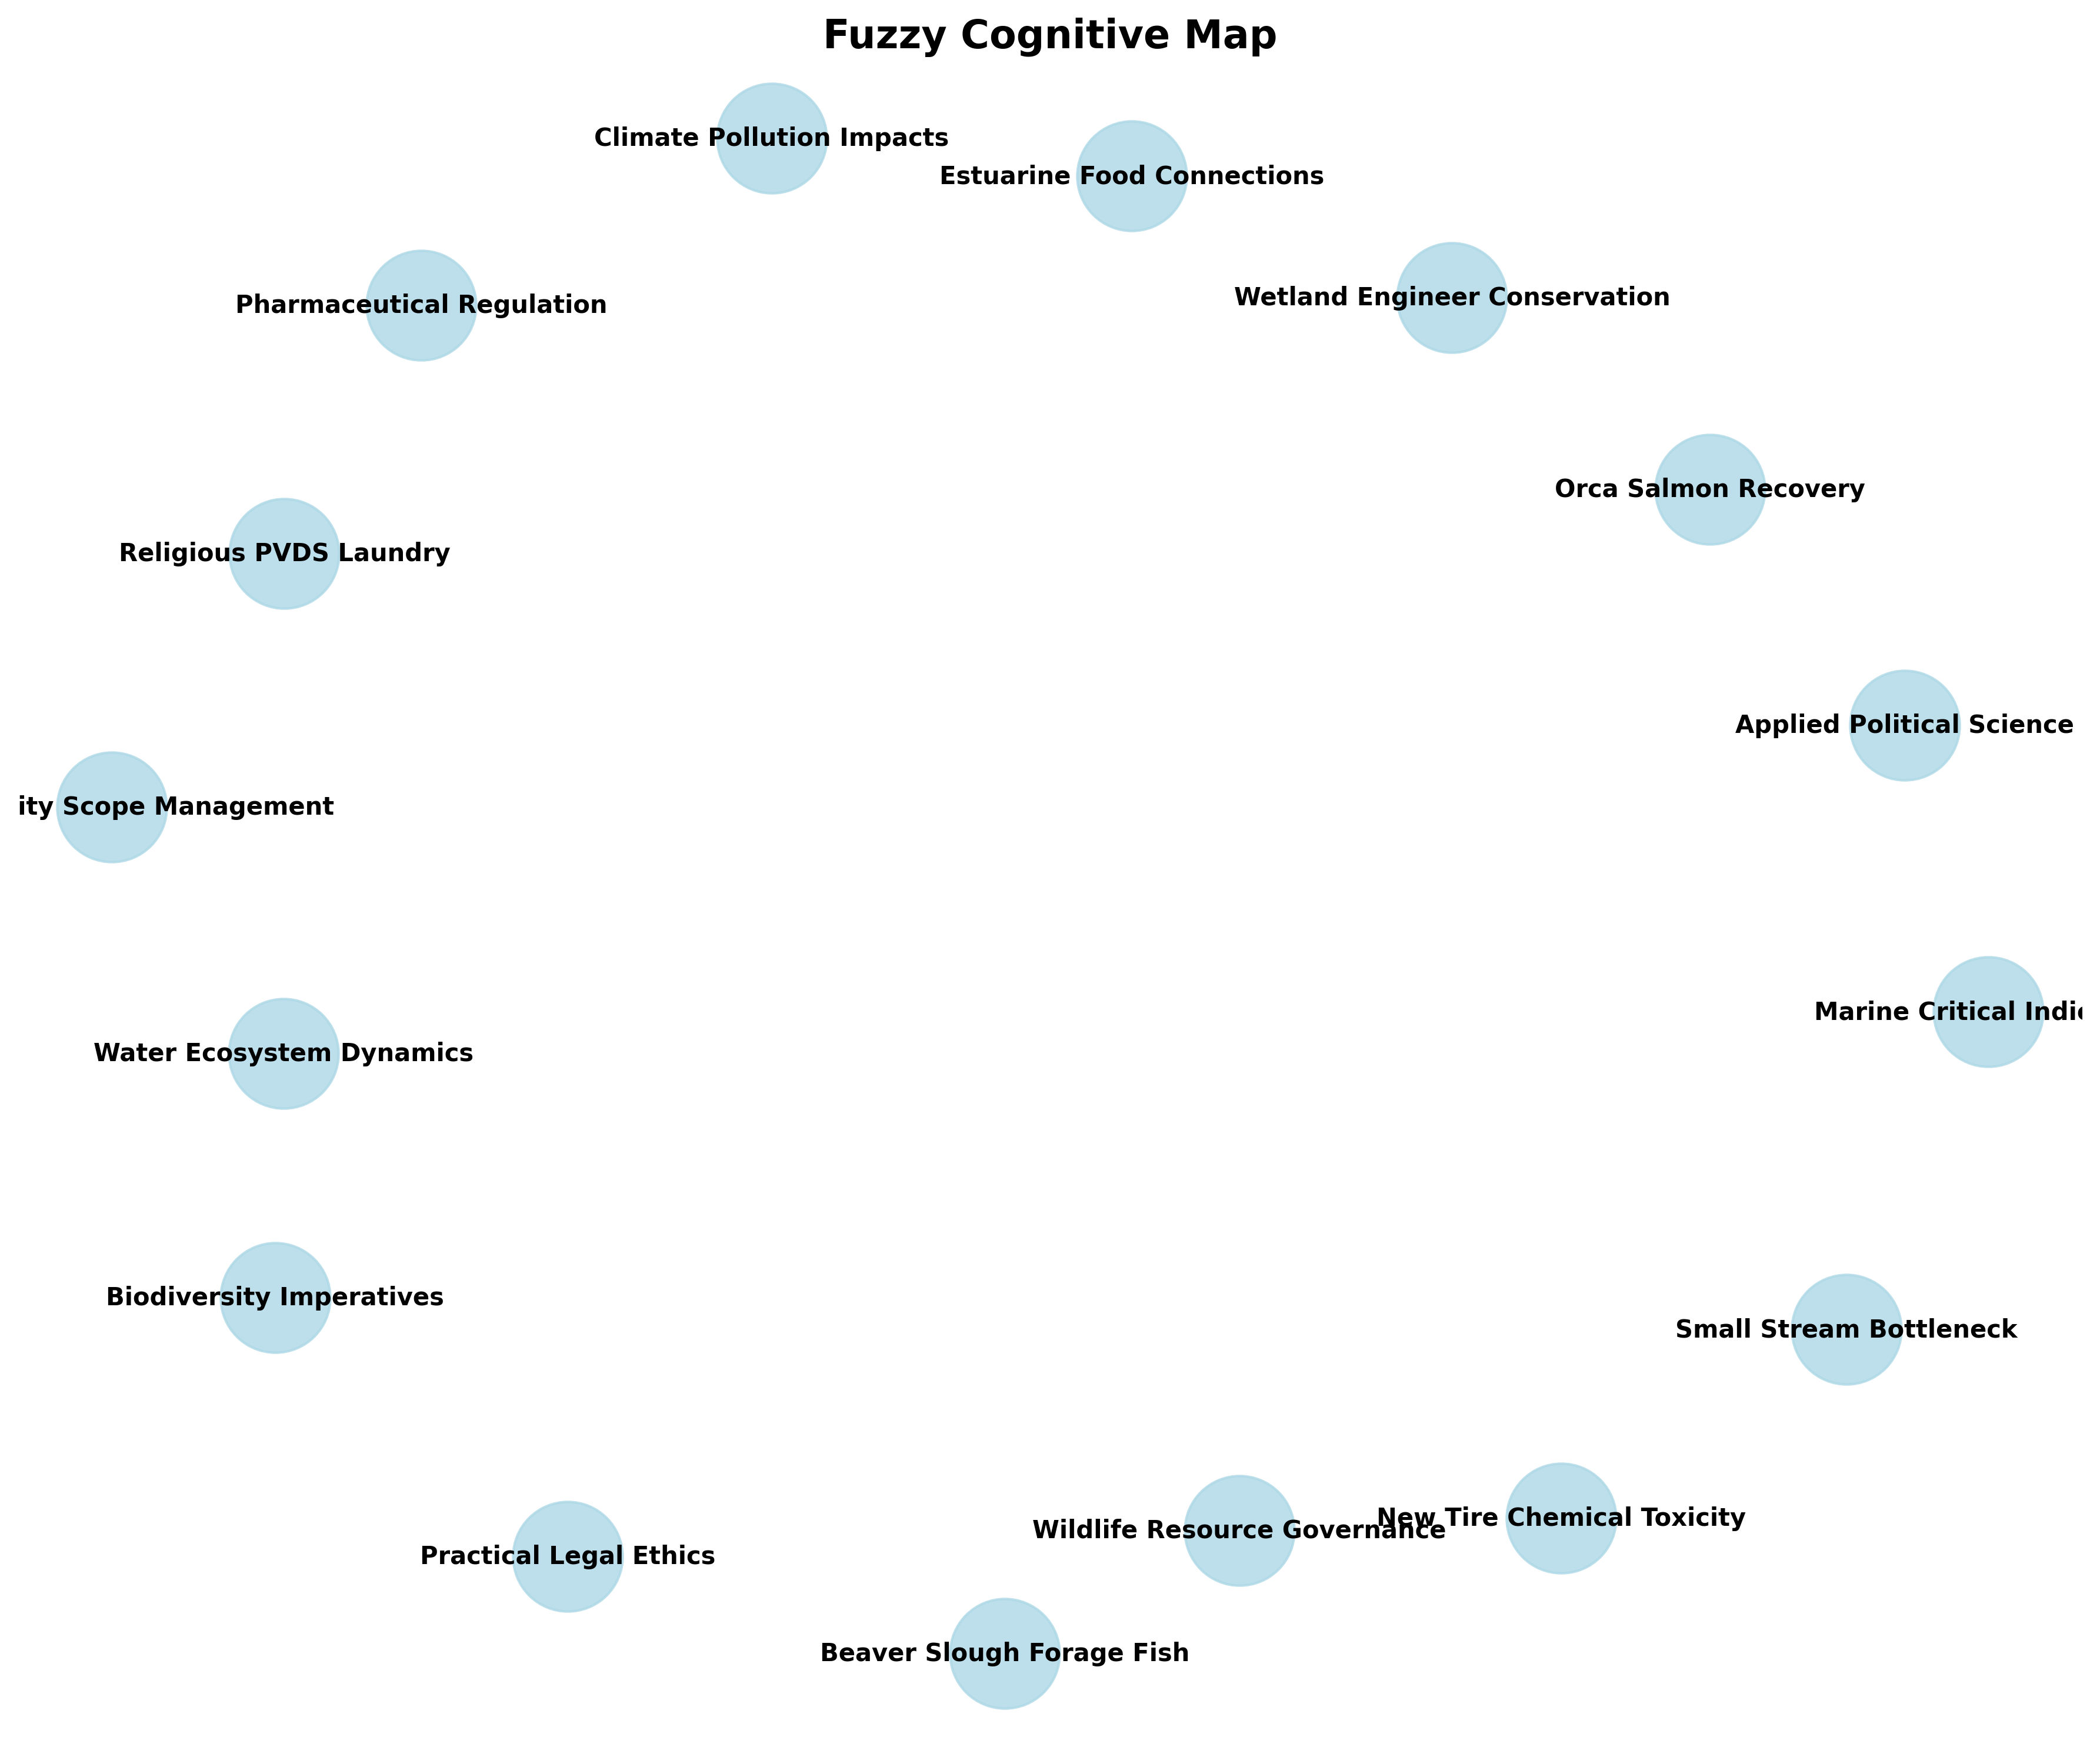 Fuzzy Cognitive Map
Climate Pollution Impacts
Estuarine Food Connections
Wetland Engineer Conservation
Pharmaceutical Regulation
Orca Salmon Recovery
Religious PVDS Laundry
Applied Political Science
ity Scope Management
Marine Critical
Water Ecosystem Dynamics
Biodiversity Imperatives
Small Stream Bottleneck
New Tire Chemical Toxicity
Wildlife Resource Governance
Practical Legal Ethics
Beaver Slough Forage Fish